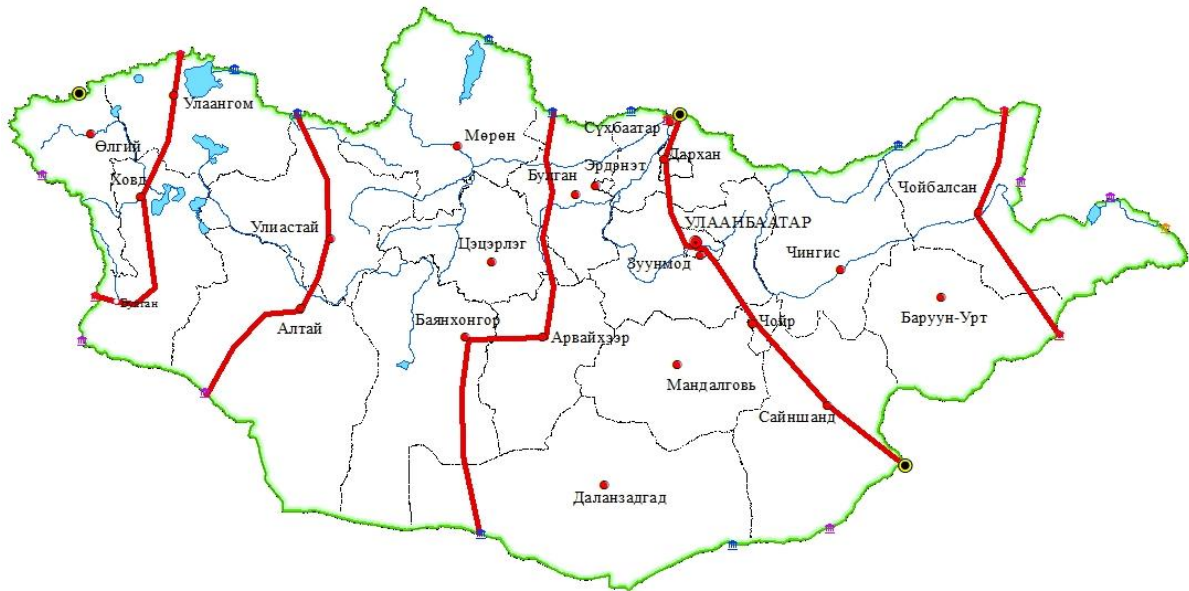 Улаангом
Өлгий
Ховд
Булган
Улиастай
Алтай
Мөрөн
Цэцэрлэг
Баянхонгор
Арвайхээр
Булган
Эрдэнэт
Сүхбаатар
Дархан
УЛААНБААТАР
Зуунмод
Чойр
Мандалговь
Сайншанд
Даланзадгад
Чингис
Чойбалсан
Баруун-Урт